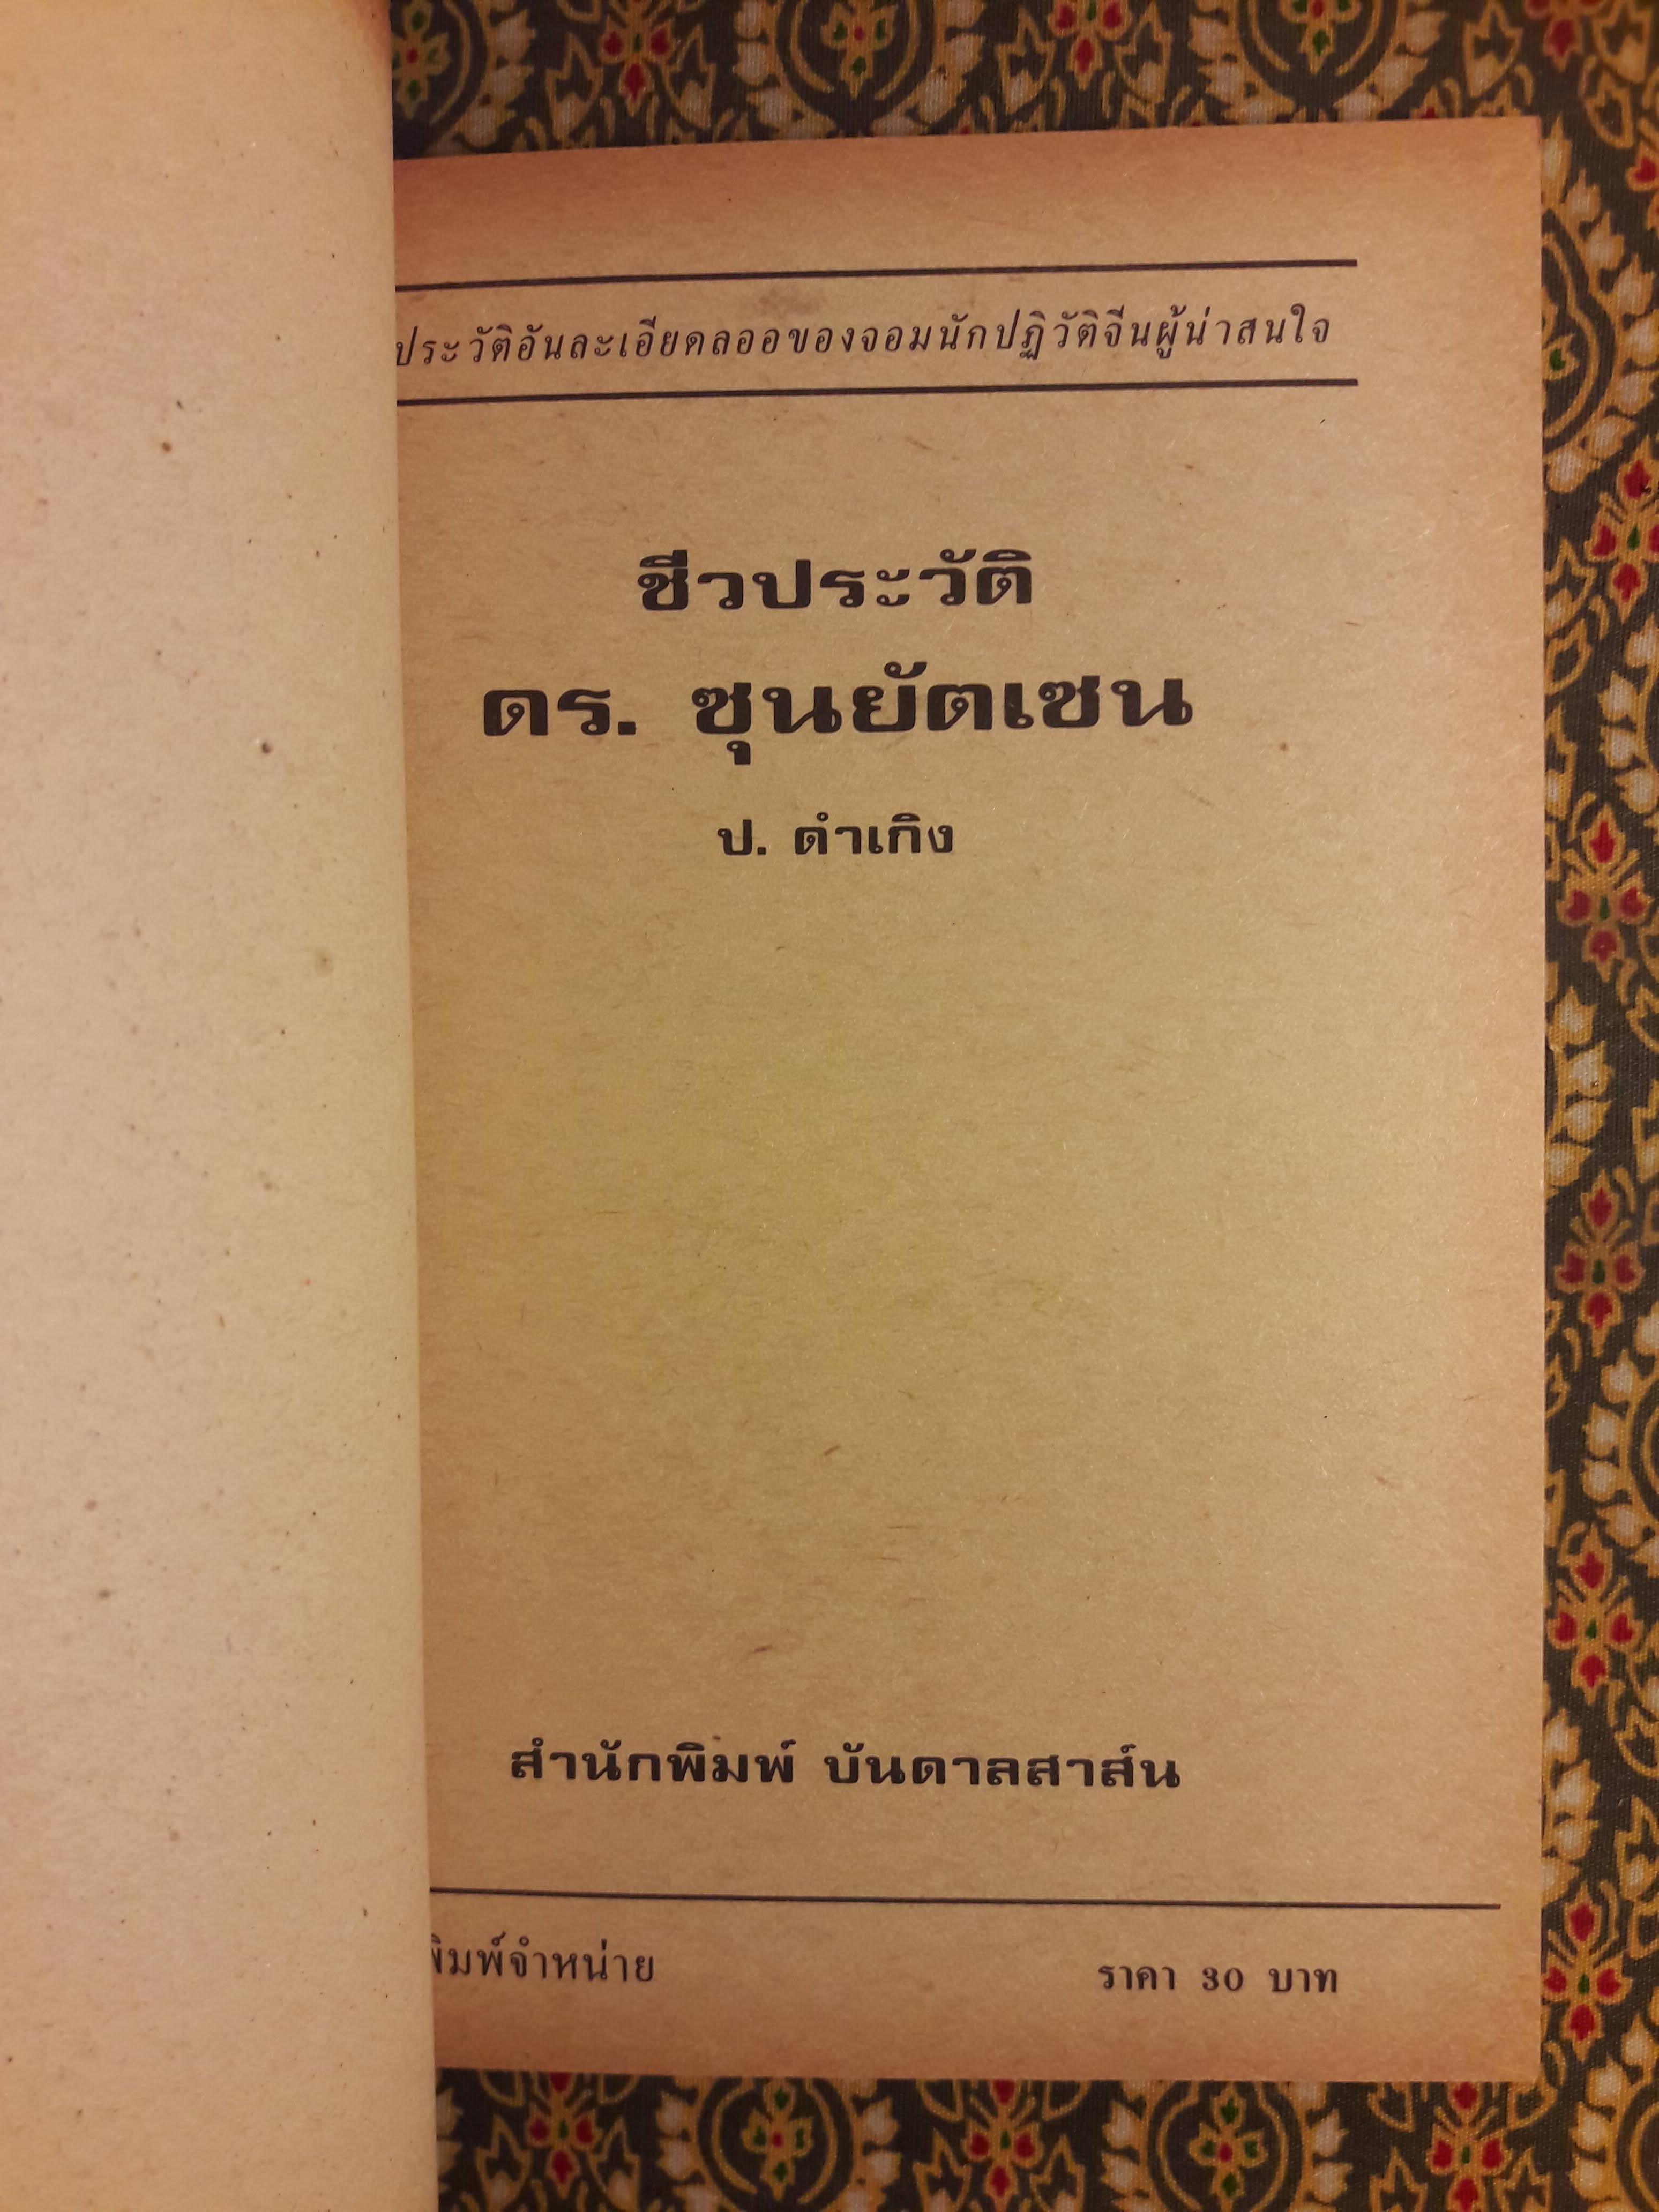 ประวัติอันละเอียดลออของจอมนักปฏิวัติจีนผู้น่าสนใจ
ชีวประวัติ
ดร. ซุนยัตเซน
ป. ดำเกิง
สำนักพิมพ์ บันดาลสาส์น
พิมพ์จำหน่าย
ราคา 30 บาท